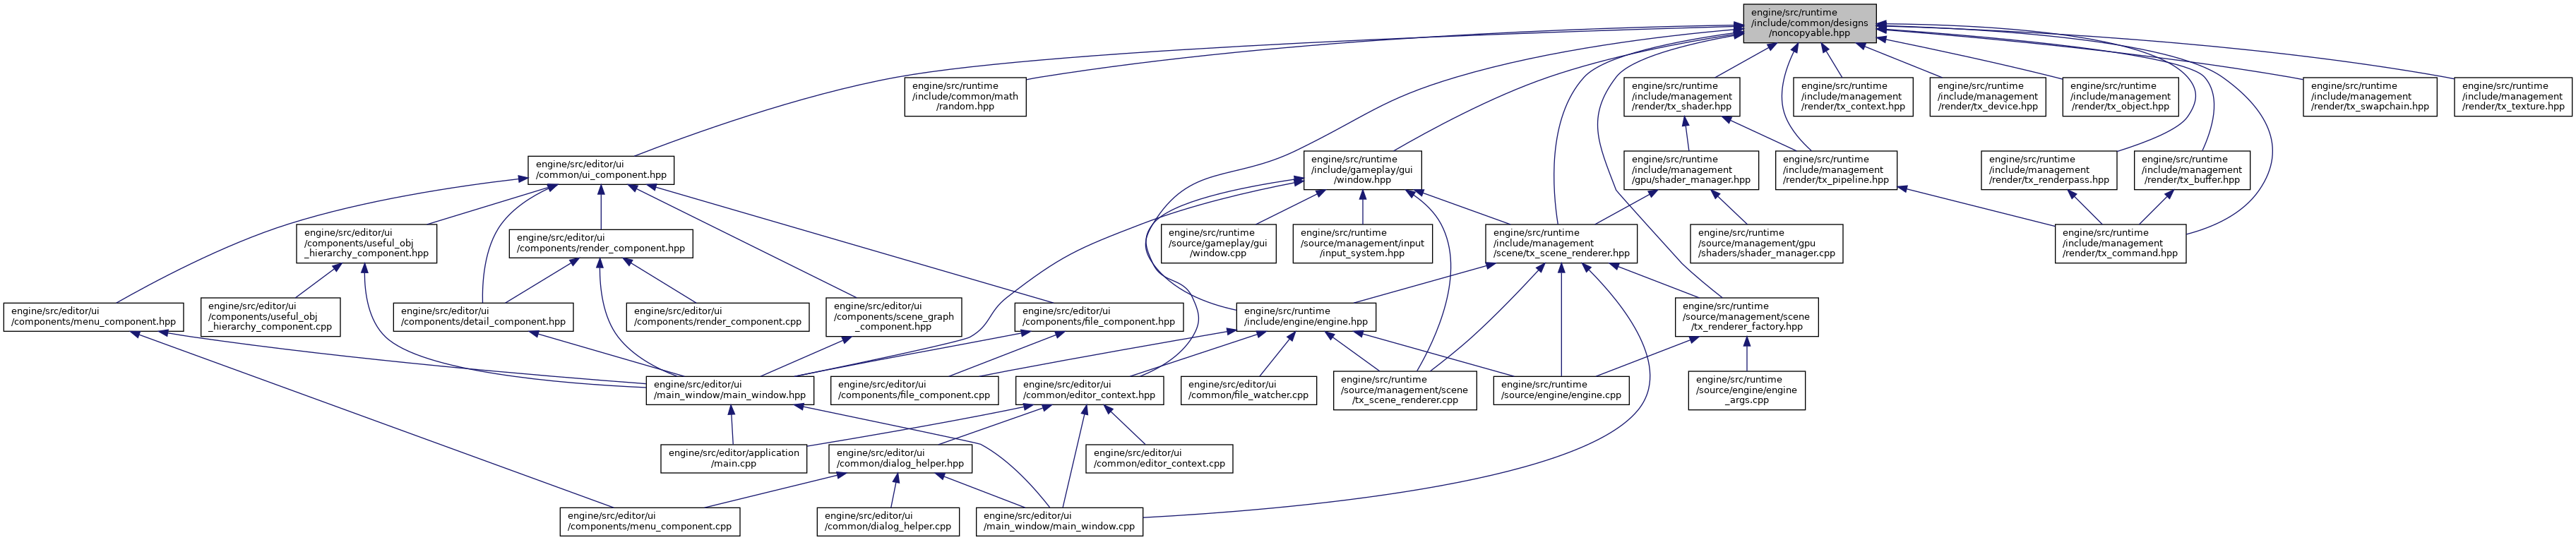 engine/src/runtime
/include/common/designs
/noncopyable.hpp
engine/src/runtime
/include/common/math
/random.hpp
engine/src/runtime
/include/management
/render/tx_shader.hpp
engine/src/runtime
/include/management
/render/tx_context.hpp
engine/src/runtime
/include/management
/render/tx_device.hpp
engine/src/runtime
/include/management
/render/tx_object.hpp
engine/src/runtime
/include/management
/render/tx_swapchain.hpp
engine/src/runtime
/include/management
/render/tx_texture.hpp
engine/src/editor/ui
/common/ui_component.hpp
engine/src/runtime
/include/gameplay/gui
/window.hpp
engine/src/runtime
/include/management
/gpu/shader_manager.hpp
engine/src/runtime
/include/management
/render/tx_pipeline.hpp
engine/src/runtime
/include/management
/render/tx_renderpass.hpp
engine/src/runtime
/include/management
/render/tx_buffer.hpp
engine/src/editor/ui
/components/useful_obj
_hierarchy_component.hpp
engine/src/editor/ui
/components/render_component.hpp
engine/src/runtime
/source/gameplay/gui
/window.cpp
engine/src/runtime
/source/management/input
/input_system.hpp
engine/src/runtime
/include/management
/scene/tx_scene_renderer.hpp
engine/src/runtime
/source/management/gpu
/shaders/shader_manager.cpp
engine/src/runtime
/include/management
/render/tx_command.hpp
engine/src/editor/ui
/components/menu_component.hpp
engine/src/editor/ui
/components/useful_obj
_hierarchy_component.cpp
engine/src/editor/ui
/components/detail_component.hpp
engine/src/editor/ui
/components/render_component.cpp
engine/src/editor/ui
/components/scene_graph
_component.hpp
engine/src/editor/ui
/components/file_component.hpp
engine/src/runtime
/include/engine/engine.hpp
engine/src/runtime
/source/management/scene
/tx_renderer_factory.hpp
engine/src/editor/ui
/main_window/main_window.hpp
engine/src/editor/ui
/components/file_component.cpp
engine/src/editor/ui
/common/editor_context.hpp
engine/src/editor/ui
/common/file_watcher.cpp
engine/src/runtime
/source/management/scene
/tx_scene_renderer.cpp
engine/src/runtime
/source/engine/engine.cpp
engine/src/runtime
/source/engine/engine
_args.cpp
engine/src/editor/application
/main.cpp
engine/src/editor/ui
/common/dialog_helper.hpp
engine/src/editor/ui
/common/editor_context.cpp
engine/src/editor/ui
/components/menu_component.cpp
engine/src/editor/ui
/common/dialog_helper.cpp
engine/src/editor/ui
/main_window/main_window.cpp